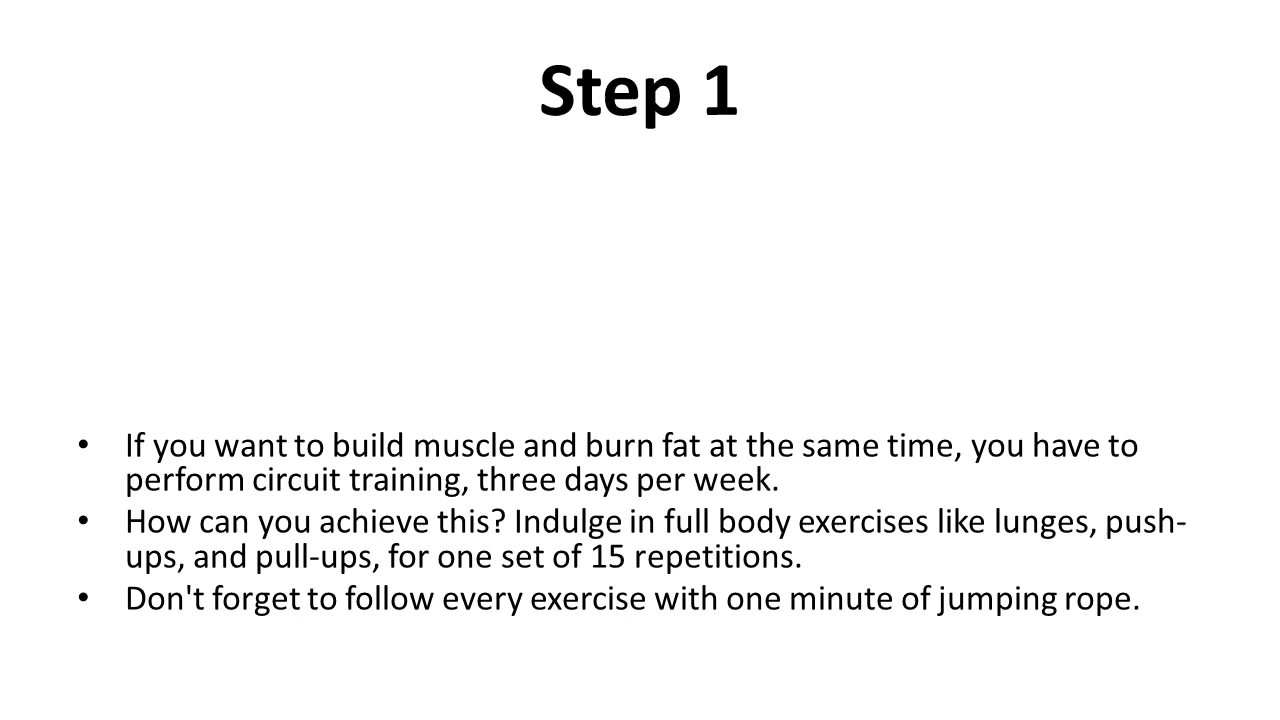 Step 1
• If you want to build muscle and burn fat at the same time, you have to
perform circuit training, three days per week.
• How can you achieve this? Indulge in full body exercises like lunges, push-
ups, and pull-ups, for one set of 15 repetitions.
• Don't forget to follow every exercise with one minute of jumping rope.